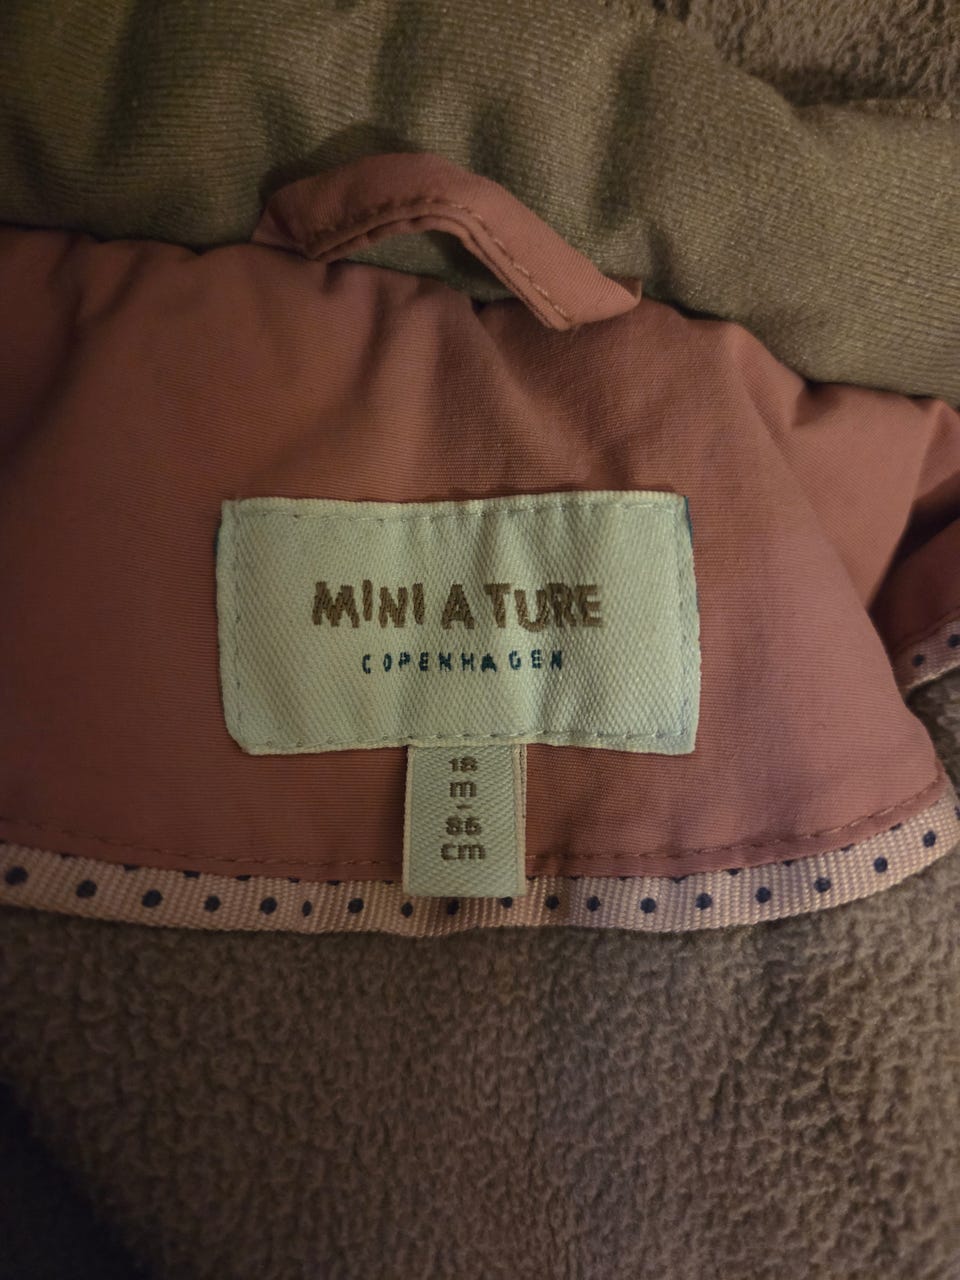 MINI A TURE
COPENHAGEN
18
m
-
86
cm